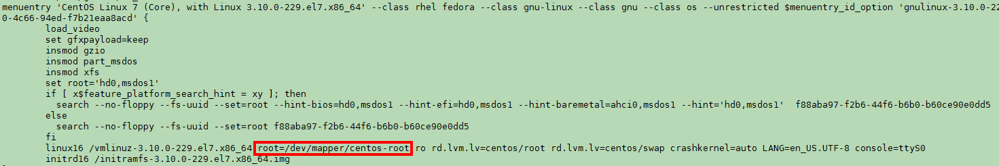 menuentry 'CentOS Linux 7 (Core), with Linux 3.10.0-229.el7.x86_64' --class rhel fedora --class gnu-linux --class gnu --class os --unrestricted $menuentry_id_option 'gnulinux-3.10.0-22
0-4c66-94ed-f7b21eaa8acd' {
load_video
set gfxpayload=keep
insmod gzio
insmod part_msdos
insmod xfs
set root='hd0,msdos1'
if [ x$feature_platform_search_hint = xy ]; then
search --no-floppy --fs-uuid --set=root --hint-bios=hd0,msdos1 --hint-efi=hd0,msdos1 --hint-baremetal=ahci0,msdos1 --hint='hd0,msdos1'  f88aba97-f2b6-44f6-b6b0-b60ce90e0dd5
else
search --no-floppy --fs-uuid --set=root f88aba97-f2b6-44f6-b6b0-b60ce90e0dd5
fi
linux16 /vmlinuz-3.10.0-229.el7.x86_64 root=/dev/mapper/centos-root ro rd.lvm.lv=centos/root rd.lvm.lv=centos/swap crashkernel=auto LANG=en_US.UTF-8 console=ttyS0
initrd16 /initramfs-3.10.0-229.el7.x86_64.img